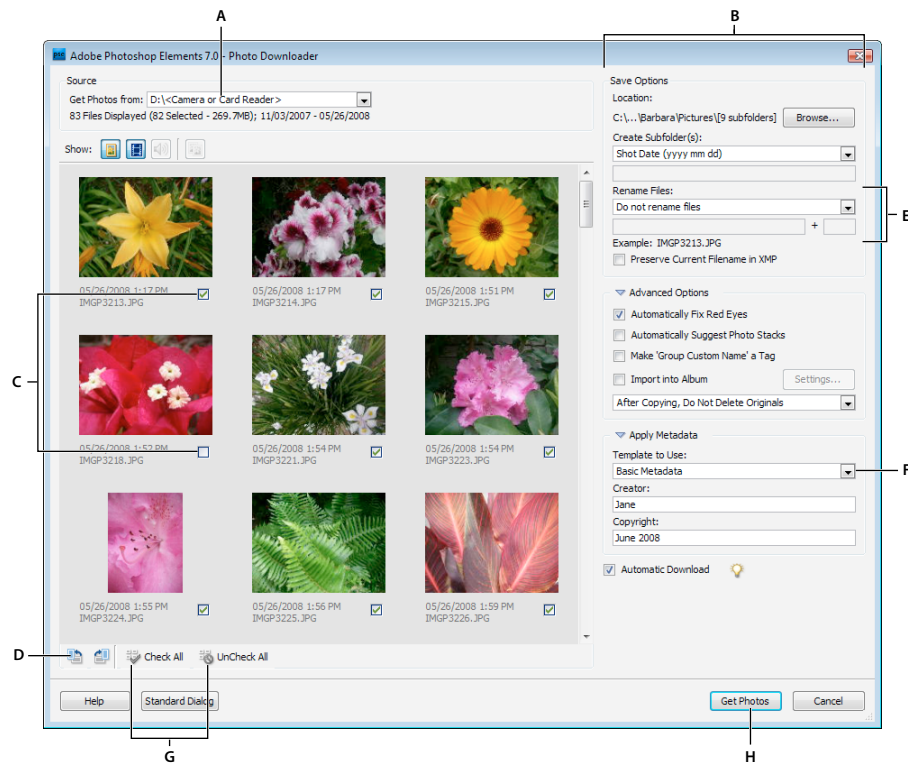 A
B
Adobe Photoshop Elements 7.0 - Photo Downloader
Source
Get Photos from: D:\<Camera or Card Reader>
83 Files Displayed (82 Selected - 269.7MB); 11/03/2007 - 05/26/2008
Show:
05/26/2008 1:17 PM
IMGP3213.JPG
05/26/2008 1:17 PM
IMGP3214.JPG
05/26/2008 1:51 PM
IMGP3215.JPG
C
05/26/2008 1:52 PM
IMGP3218.JPG
05/26/2008 1:54 PM
IMGP3221.JPG
05/26/2008 1:54 PM
IMGP3223.JPG
05/26/2008 1:55 PM
IMGP3224.JPG
05/26/2008 1:56 PM
IMGP3225.JPG
05/26/2008 1:59 PM
IMGP3226.JPG
D
Check All
UnCheck All
Help
Standard Dialog
G
Save Options
Location:
C:\...\Barbara\Pictures\[9 subfolders]
Browse...
Create Subfolder(s):
Shot Date (yyyy mm dd)
Rename Files:
Do not rename files
+
Example: IMGP3213.JPG
Preserve Current Filename in XMP
Advanced Options
Automatically Fix Red Eyes
Automatically Suggest Photo Stacks
Make 'Group Custom Name' a Tag
Import into Album
Settings...
After Copying, Do Not Delete Originals
Apply Metadata
Template to Use:
Basic Metadata
Creator:
Jane
Copyright:
June 2008
Automatic Download
Get Photos
Cancel
H